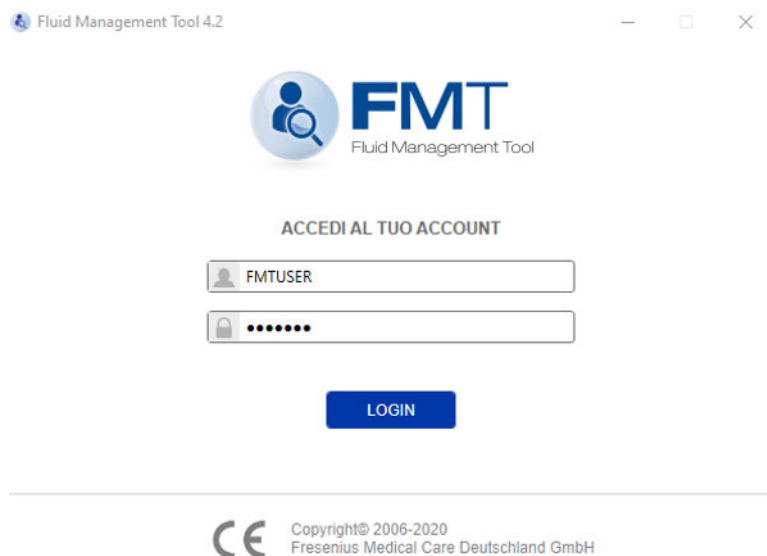 Fluid Management Tool 4.2
FMT
Fluid Management Tool
ACCEDI AL TUO ACCOUNT
FMTUSER
•••••••
LOGIN
CE
Copyright© 2006-2020
Fresenius Medical Care Deutschland GmbH